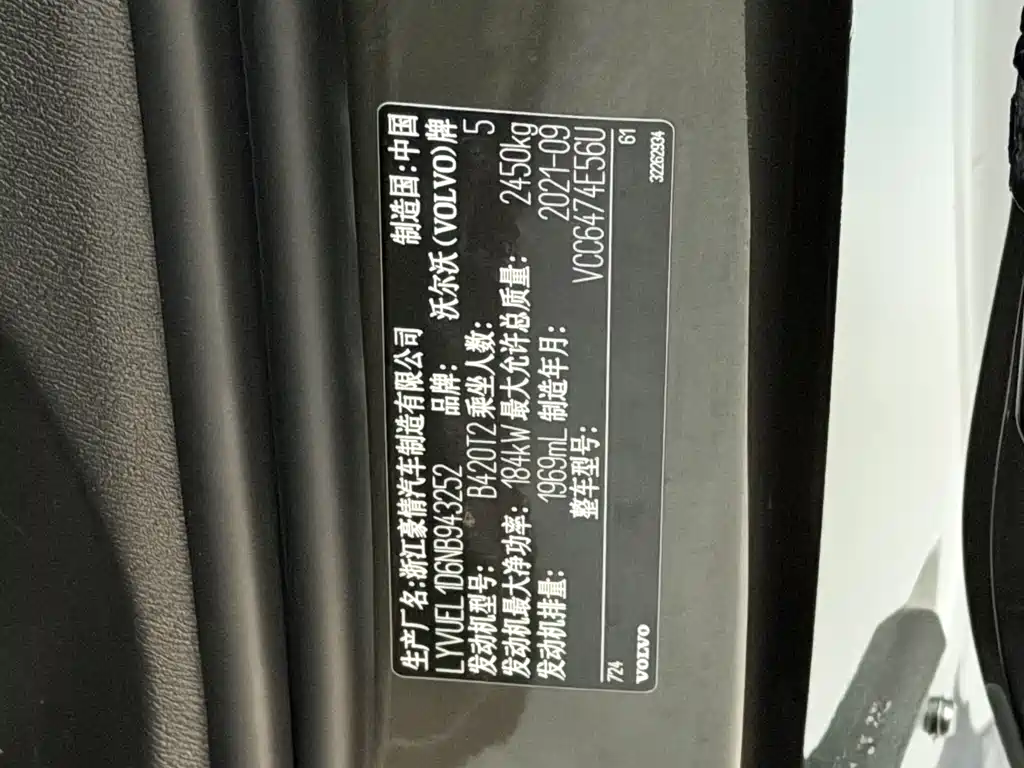 生产厂名:浙江豪情汽车制造有限公司 制造国:中国
LYVUEL1D6NB943252 品牌: 沃尔沃(VOLVO)牌
发动机型号: B420T2 乘坐人数: 5
发动机最大净功率: 184kW 最大允许总质量: 2450kg
发动机排量: 1969mL 制造年月: 2021-09
整车型号: VCC6474E56U
724 61
VOLVO 32262934